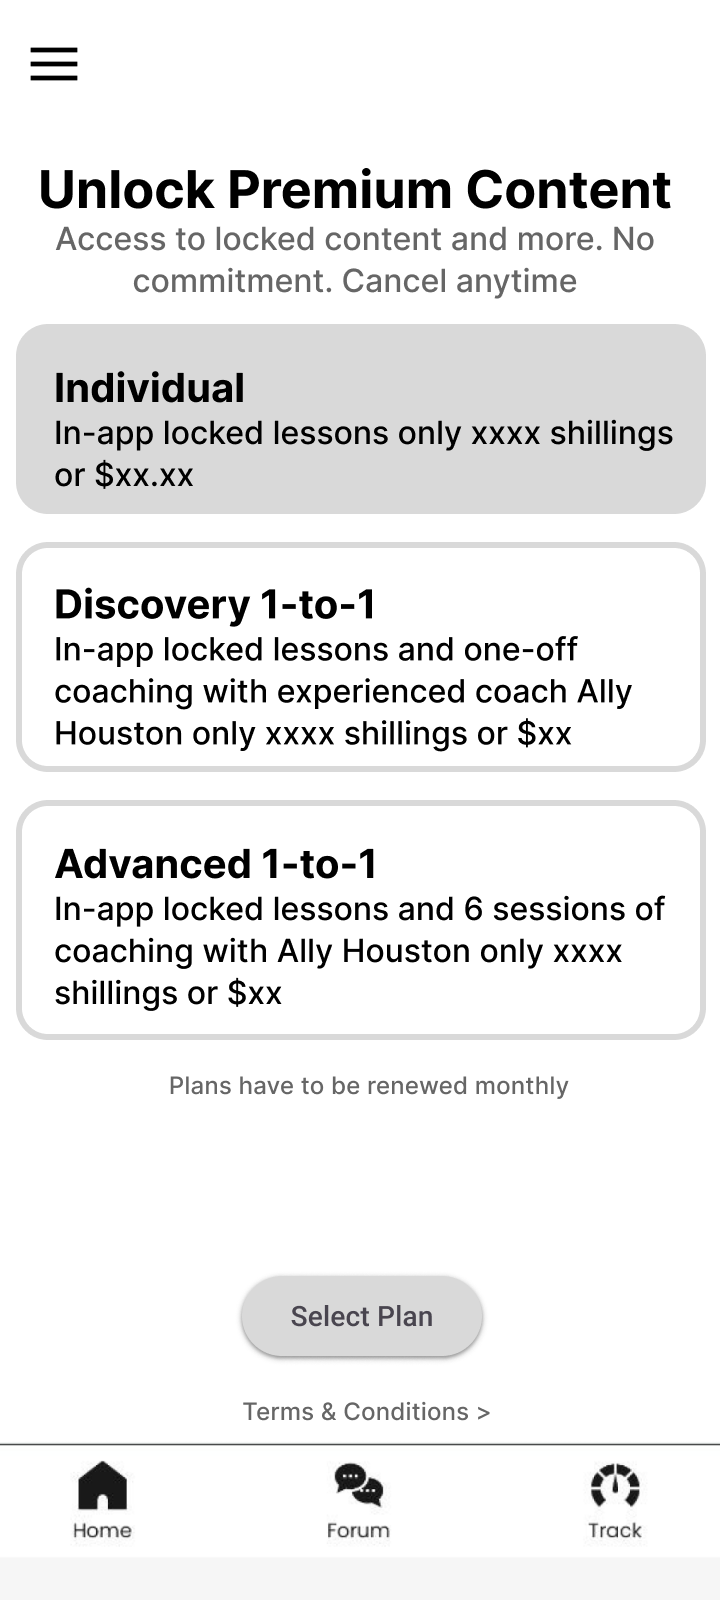 Unlock Premium Content
Access to locked content and more. No
commitment. Cancel anytime
Individual
In-app locked lessons only xxxx shillings
or $xx.xx
Discovery 1-to-1
In-app locked lessons and one-off
coaching with experienced coach Ally
Houston only xxxx shillings or $xx
Advanced 1-to-1
In-app locked lessons and 6 sessions of
coaching with Ally Houston only xxxx
shillings or $xx
Plans have to be renewed monthly
Select Plan
Terms & Conditions >
Home
Forum
Track